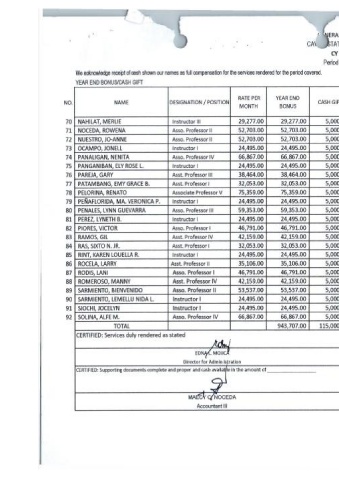 NERA
CAV STAT
CY
Period
We acknowledge receipt of cash shown our names as full compensation for the services rendered for the period covered.
YEAR END BONUS/CASH GIFT
NO. NAME DESIGNATION / POSITION RATE PER MONTH YEAR END BONUS CASH GIF
70 NAHILAT, MERLIE Instructor III 29,277.00 29,277.00 5,000
71 NOCEDA, ROWENA Asso. Professor II 52,703.00 52,703.00 5,000
72 NUESTRO, JO-ANNE Asso. Professor II 52,703.00 52,703.00 5,000
73 OCAMPO, JONELL Instructor I 24,495.00 24,495.00 5,000
74 PANALIGAN, NENITA Asso. Professor IV 66,867.00 66,867.00 5,000
75 PANGANIBAN, ELY ROSE L. Instructor I 24,495.00 24,495.00 5,000
76 PAREJA, GARY Asst. Professor III 38,464.00 38,464.00 5,000
77 PATAMBANG, EMY GRACE B. Asst. Professor I 32,053.00 32,053.00 5,000
78 PELORINA, RENATO Associate Professor V 75,359.00 75,359.00 5,000
79 PEÑAFLORIDA, MA. VERONICA P. Instructor I 24,495.00 24,495.00 5,000
80 PENALES, LYNN GUEVARRA Asso. Professor III 59,353.00 59,353.00 5,000
81 PEREZ, LYNETH B. Instructor I 24,495.00 24,495.00 5,000
82 PIORES, VICTOR Asso. Professor I 46,791.00 46,791.00 5,000
83 RAMOS, GIL Asst. Professor IV 42,159.00 42,159.00 5,000
84 RAS, SIXTO N. JR. Asst. Professor I 32,053.00 32,053.00 5,000
85 RINT, KAREN LOUELLA R. Instructor I 24,495.00 24,495.00 5,000
86 ROCELA, LARRY Asst. Professor II 35,106.00 35,106.00 5,000
87 RODIS, LANI Asso. Professor I 46,791.00 46,791.00 5,000
88 ROMEROSO, MANNY Asst. Professor IV 42,159.00 42,159.00 5,000
89 SARMIENTO, BIENVENIDO Asso. Professor II 53,537.00 53,537.00 5,000
90 SARMIENTO, LEMELLU NIDA L. Instructor I 24,495.00 24,495.00 5,000
91 SIOCHI, JOCELYN Instructor I 24,495.00 24,495.00 5,000
92 SOLINA, ALFE M. Asso. Professor IV 66,867.00 66,867.00 5,000
TOTAL 943,707.00 115,000
CERTIFIED: Services duly rendered as stated
Director for Administration
CERTIFIED: Supporting documents complete and proper and cash available in the amount of
NOCEDA
Accountant III